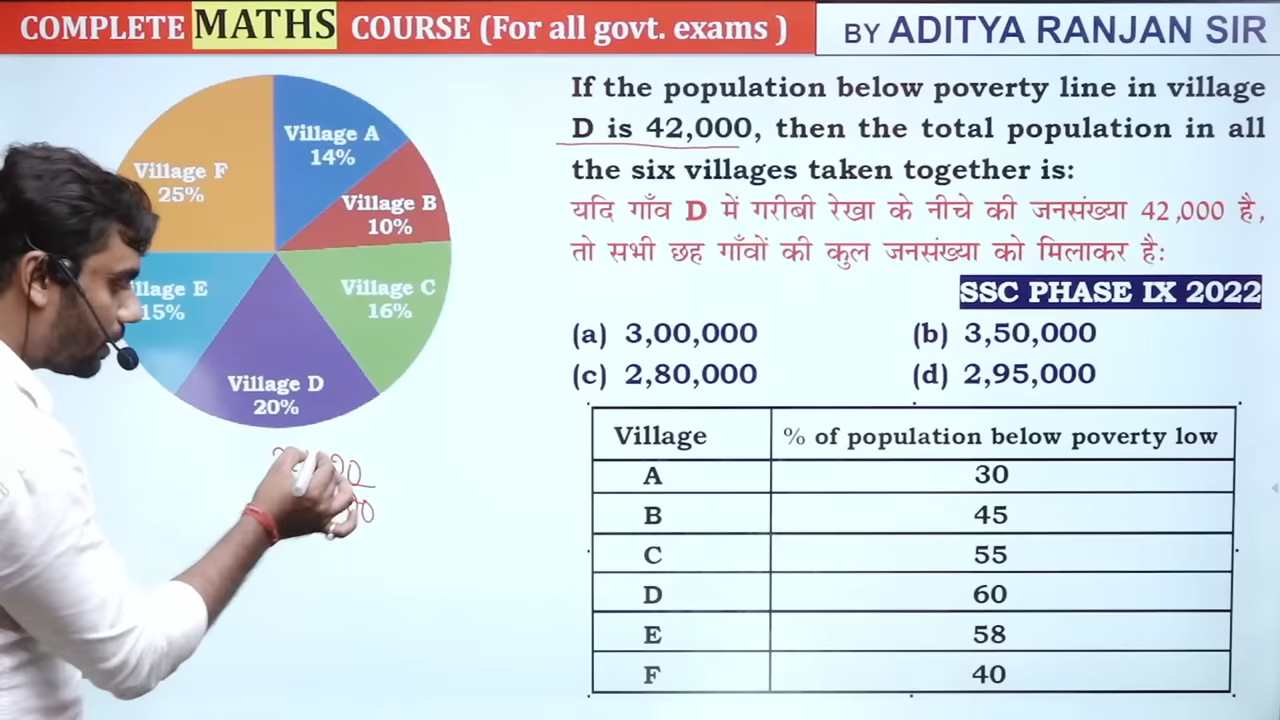 COMPLETE MATHS COURSE (For all govt. exams )
BY ADITYA RANJAN SIR
Village A
14%
Village B
10%
Village C
16%
Village D
20%
15%
Village F
25%
If the population below poverty line in village
D is 42,000, then the total population in all
the six villages taken together is:
यदि गाँव D में गरीबी रेखा के नीचे की जनसंख्या 42,000 है,
तो सभी छह गाँवों की कुल जनसंख्या को मिलाकर है:
SSC PHASE IX 2022
(a) 3,00,000 (b) 3,50,000
(c) 2,80,000 (d) 2,95,000
Village % of population below poverty low
A 30
B 45
C 55
D 60
E 58
F 40